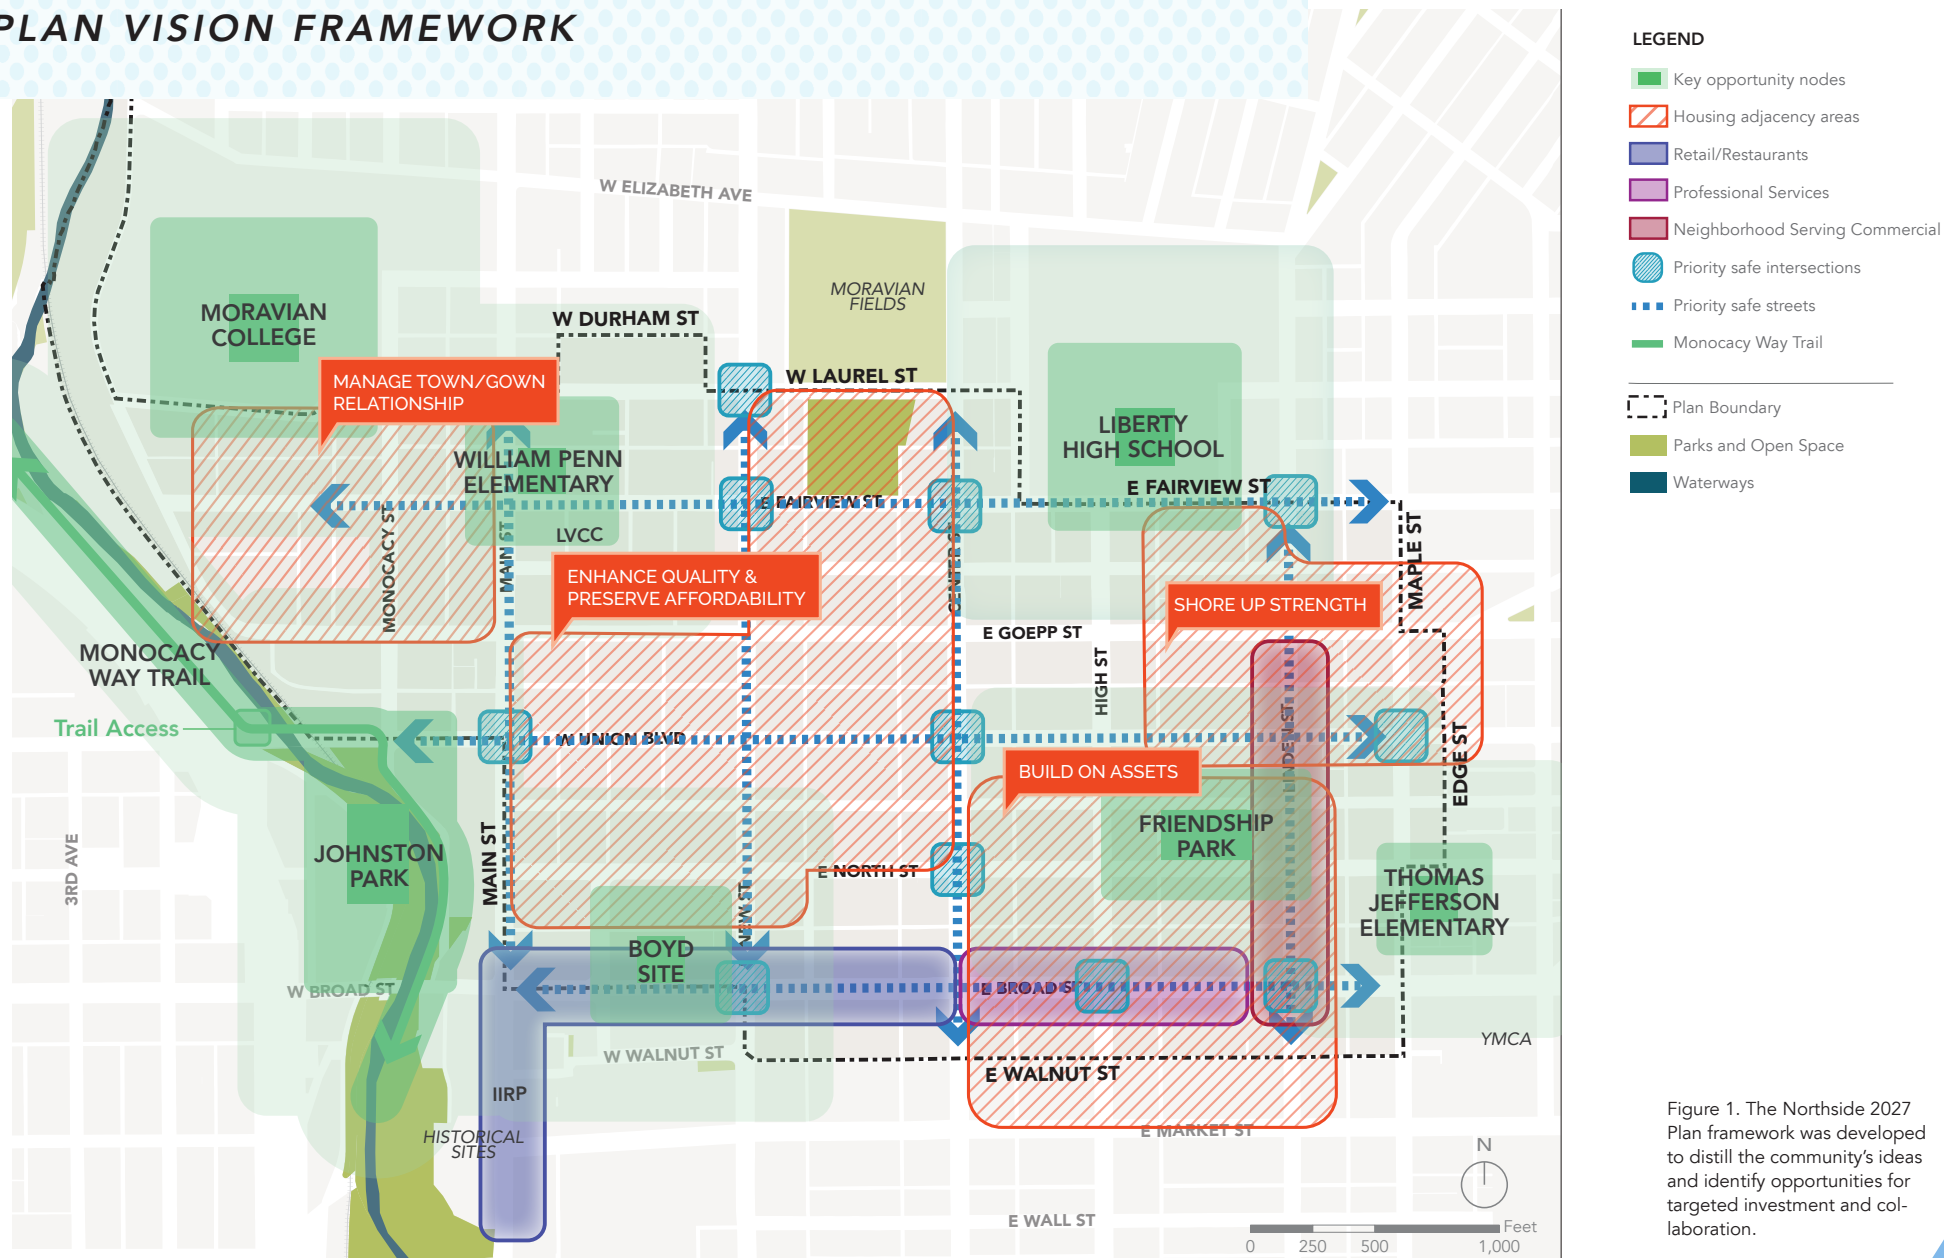 PLAN VISION FRAMEWORK
W ELIZABETH AVE
MORAVIAN
FIELDS
MORAVIAN
COLLEGE
W DURHAM ST
W LAUREL ST
MANAGE TOWN/GOWN
RELATIONSHIP
LIBERTY
HIGH SCHOOL
WILLIAM PENN
ELEMENTARY
E FAIRVIEW ST
E FAIRVIEW ST
LVCC
MONOCACY ST
MAIN ST
CENTER ST
MAPLE ST
ENHANCE QUALITY &
PRESERVE AFFORDABILITY
SHORE UP STRENGTH
E GOEPP ST
HIGH ST
MONOCACY
WAY TRAIL
Trail Access
W UNION BLVD
LINDEN ST
EDGE ST
BUILD ON ASSETS
FRIENDSHIP
PARK
JOHNSTON
PARK
3RD AVE
MAIN ST
E NORTH ST
THOMAS
JEFFERSON
ELEMENTARY
NEW ST
BOYD
SITE
W BROAD ST
E BROAD ST
YMCA
W WALNUT ST
E WALNUT ST
IIRP
HISTORICAL
SITES
E MARKET ST
E WALL ST
N
Feet
0 250 500 1,000
LEGEND
Key opportunity nodes
Housing adjacency areas
Retail/Restaurants
Professional Services
Neighborhood Serving Commercial
Priority safe intersections
Priority safe streets
Monocacy Way Trail
Plan Boundary
Parks and Open Space
Waterways
Figure 1. The Northside 2027
Plan framework was developed
to distill the community's ideas
and identify opportunities for
targeted investment and col-
laboration.